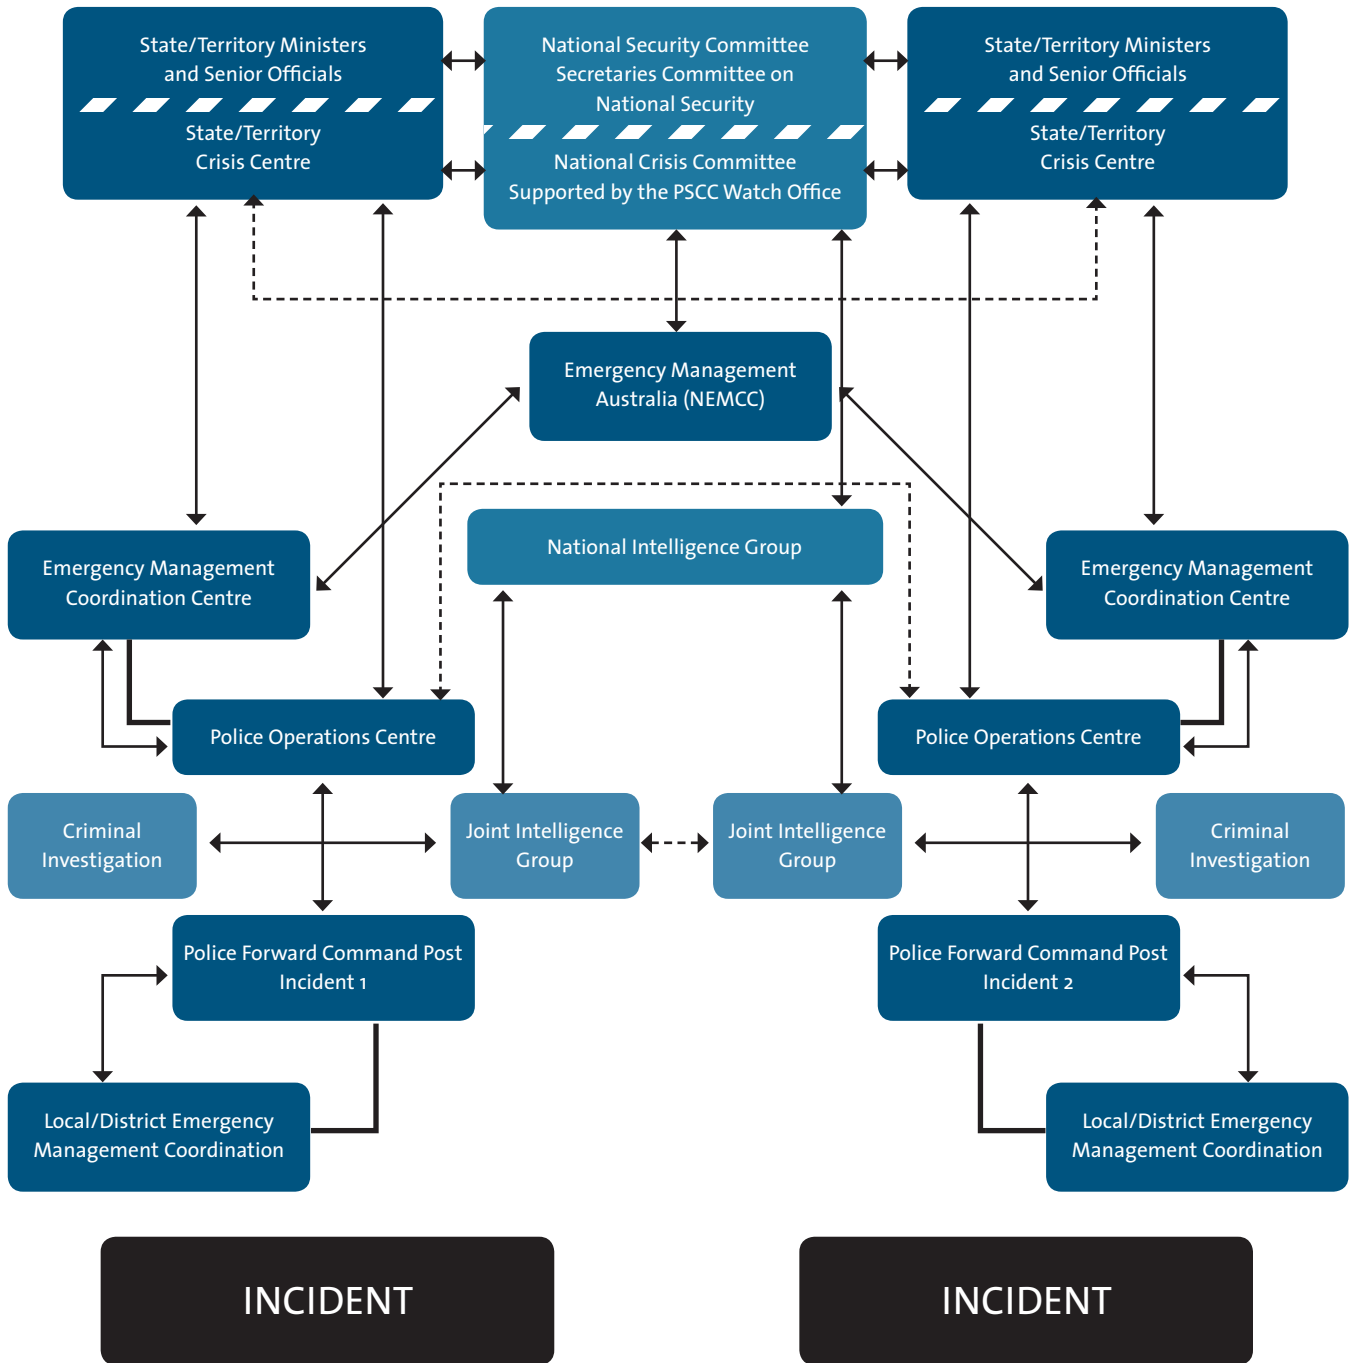 State/Territory Ministers
and Senior Officials
State/Territory
Crisis Centre
National Security Committee
Secretaries Committee on
National Security
National Crisis Committee
Supported by the PSCC Watch Office
State/Territory Ministers
and Senior Officials
State/Territory
Crisis Centre
Emergency Management
Australia (NEMCC)
National Intelligence Group
Emergency Management
Coordination Centre
Emergency Management
Coordination Centre
Police Operations Centre
Police Operations Centre
Criminal
Investigation
Joint Intelligence
Group
Joint Intelligence
Group
Criminal
Investigation
Police Forward Command Post
Incident 1
Police Forward Command Post
Incident 2
Local/District Emergency
Management Coordination
Local/District Emergency
Management Coordination
INCIDENT
INCIDENT